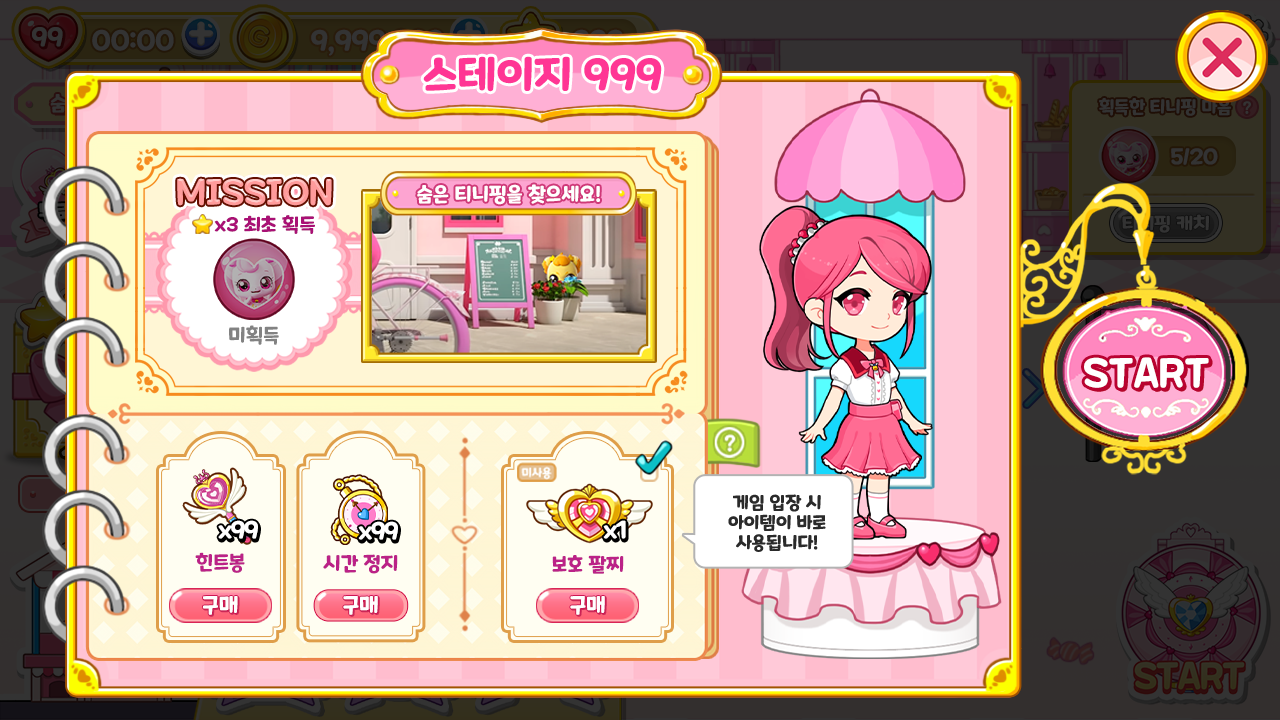 99
00:00
9,999
스테이지 999
획득한 티니핑 마음 ?
5/20
티니핑 캐치
MISSION
x3 최초 획득
미획득
숨은 티니핑을 찾으세요!
START
?
x99
힌트봉
구매
x99
시간 정지
구매
미사용
x1
보호 팔찌
구매
게임 입장 시
아이템이 바로
사용됩니다!
START